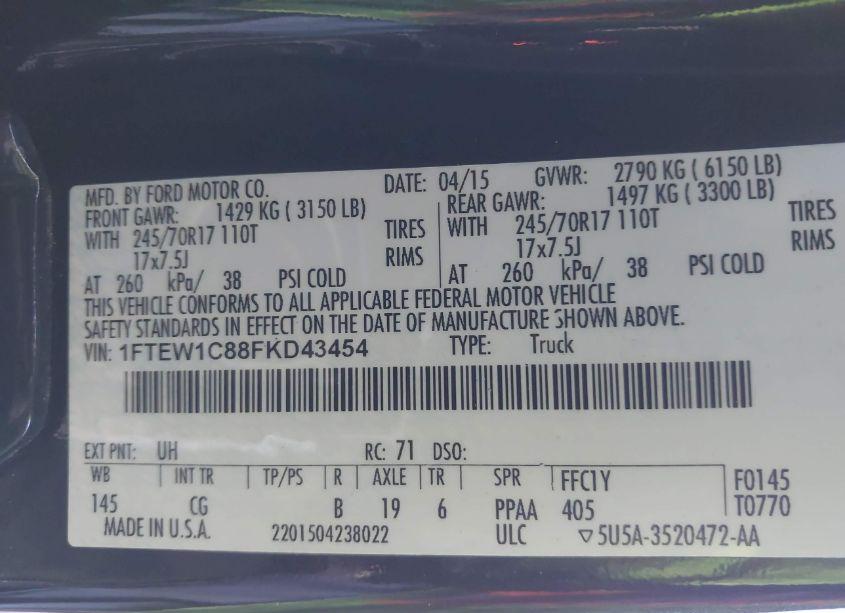 MFD. BY FORD MOTOR CO. DATE: 04/15 GVWR: 2790 KG ( 6150 LB)
FRONT GAWR: 1429 KG ( 3150 LB) REAR GAWR: 1497 KG ( 3300 LB)
WITH 245/70R17 110T TIRES WITH 245/70R17 110T TIRES
17x7.5J RIMS 17x7.5J RIMS
AT 260 kPa/ 38 PSI COLD AT 260 kPa/ 38 PSI COLD
THIS VEHICLE CONFORMS TO ALL APPLICABLE FEDERAL MOTOR VEHICLE
SAFETY STANDARDS IN EFFECT ON THE DATE OF MANUFACTURE SHOWN ABOVE.
VIN: 1FTEW1C88FKD43454 TYPE: Truck
EXT PNT: UH RC: 71 DSO:
WB INT TR TP/PS R AXLE TR SPR FFC1Y F0145
145 CG B 19 6 PPAA 405 T0770
MADE IN U.S.A. 2201504238022 ULC ▽5U5A-3520472-AA